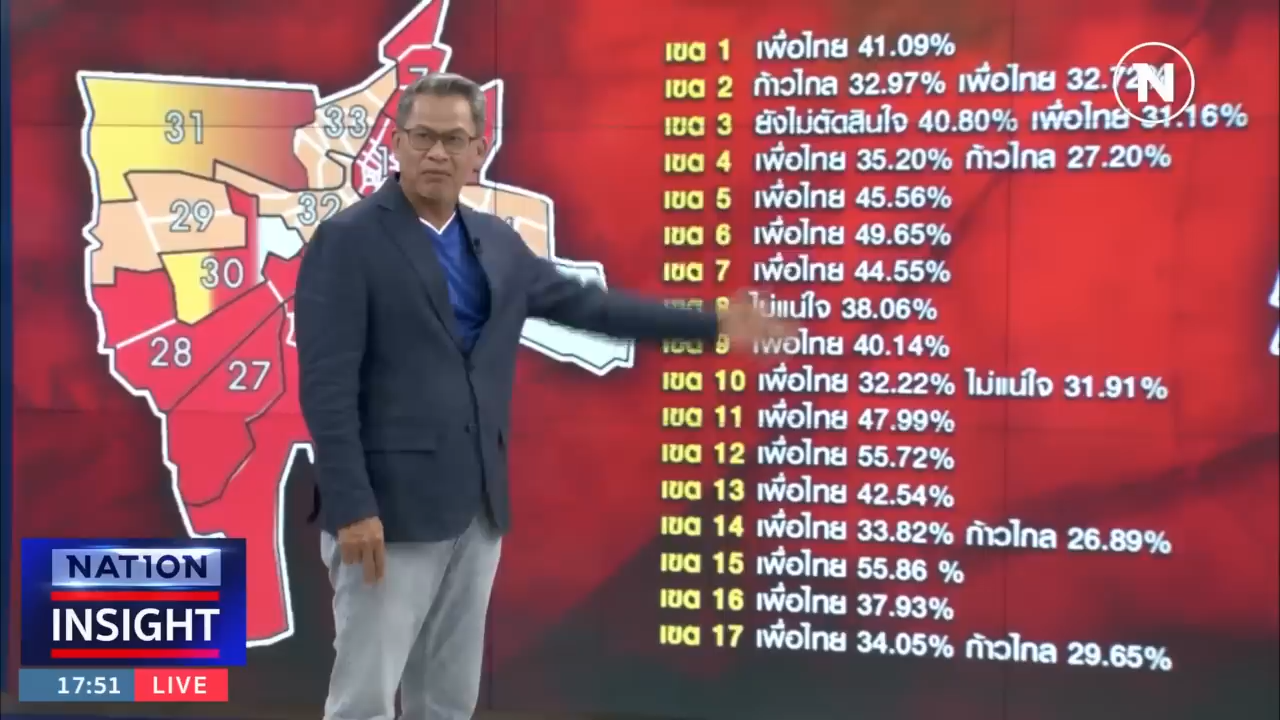 เขต 1 เพื่อไทย 41.09%
เขต 2 ก้าวไกล 32.97% เพื่อไทย 32.72%
เขต 3 ยังไม่ตัดสินใจ 40.80% เพื่อไทย 31.16%
เขต 4 เพื่อไทย 35.20% ก้าวไกล 27.20%
เขต 5 เพื่อไทย 45.56%
เขต 6 เพื่อไทย 49.65%
เขต 7 เพื่อไทย 44.55%
เขต 8 ไม่แน่ใจ 38.06%
เขต 9 เพื่อไทย 40.14%
เขต 10 เพื่อไทย 32.22% ไม่แน่ใจ 31.91%
เขต 11 เพื่อไทย 47.99%
เขต 12 เพื่อไทย 55.72%
เขต 13 เพื่อไทย 42.54%
เขต 14 เพื่อไทย 33.82% ก้าวไกล 26.89%
เขต 15 เพื่อไทย 55.86 %
เขต 16 เพื่อไทย 37.93%
เขต 17 เพื่อไทย 34.05% ก้าวไกล 29.65%
N
31
33
29
32
30
28
27
NATION
INSIGHT
17:51 LIVE